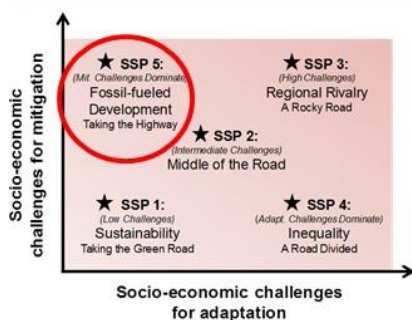 Socio-economic
challenges for mitigation
★ SSP 5:
(Mit. Challenges Dominate)
Fossil-fueled
Development
Taking the Highway
★ SSP 3:
(High Challenges)
Regional Rivalry
A Rocky Road
★ SSP 2:
(Intermediate Challenges)
Middle of the Road
★ SSP 1:
(Low Challenges)
Sustainability
Taking the Green Road
★ SSP 4:
(Adapt. Challenges Dominate)
Inequality
A Road Divided
Socio-economic challenges
for adaptation